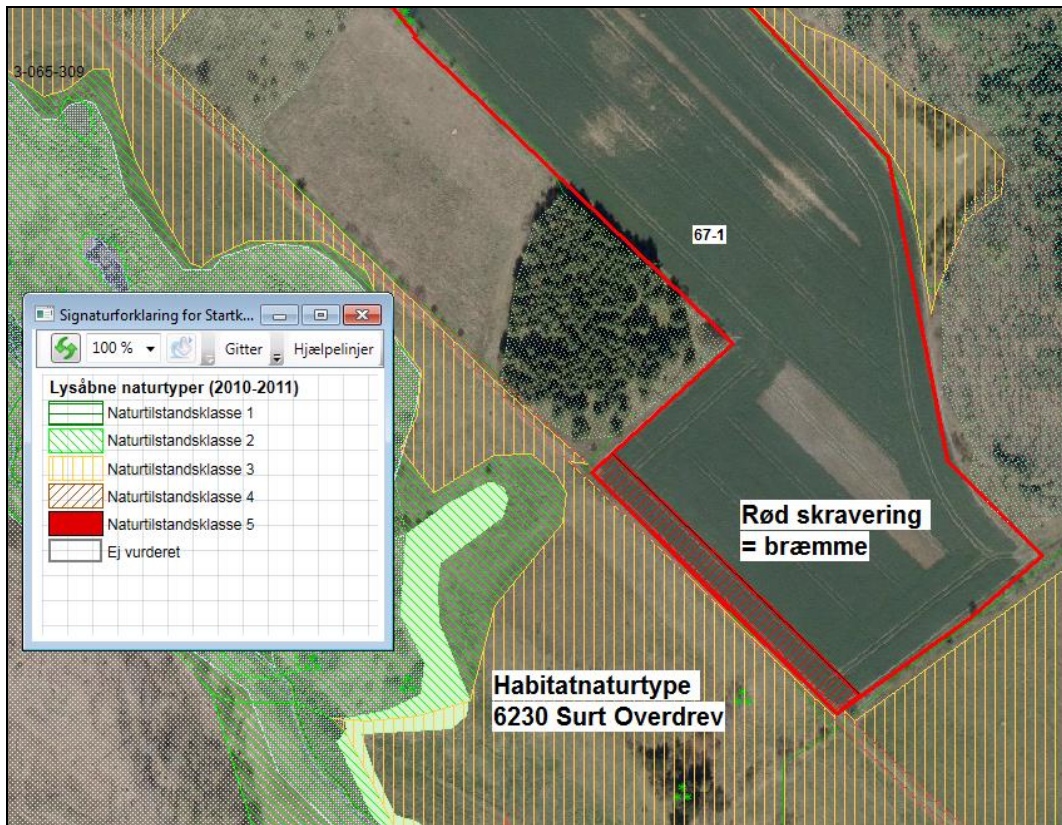 3-065-309
67-1
Signaturforklaring for Startk...
100 %
Gitter
Hjælpelinjer
Lysåbne naturtyper (2010-2011)
Naturtilstandsklasse 1
Naturtilstandsklasse 2
Naturtilstandsklasse 3
Naturtilstandsklasse 4
Naturtilstandsklasse 5
Ej vurderet
Rød skravering
= bræmme
Habitatnaturtype
6230 Surt Overdrev